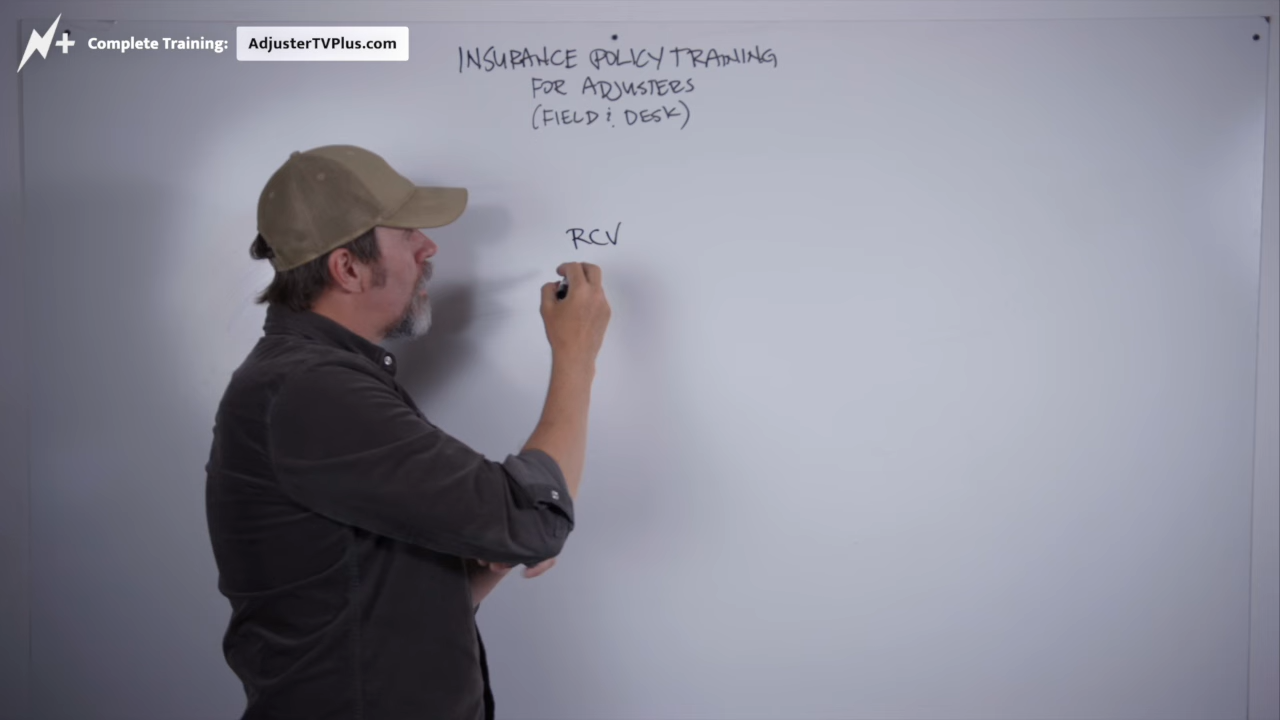 Complete Training: AdjusterTVPlus.com
INSURANCE POLICY TRAINING
FOR ADJUSTERS
(FIELD & DESK)
RCV